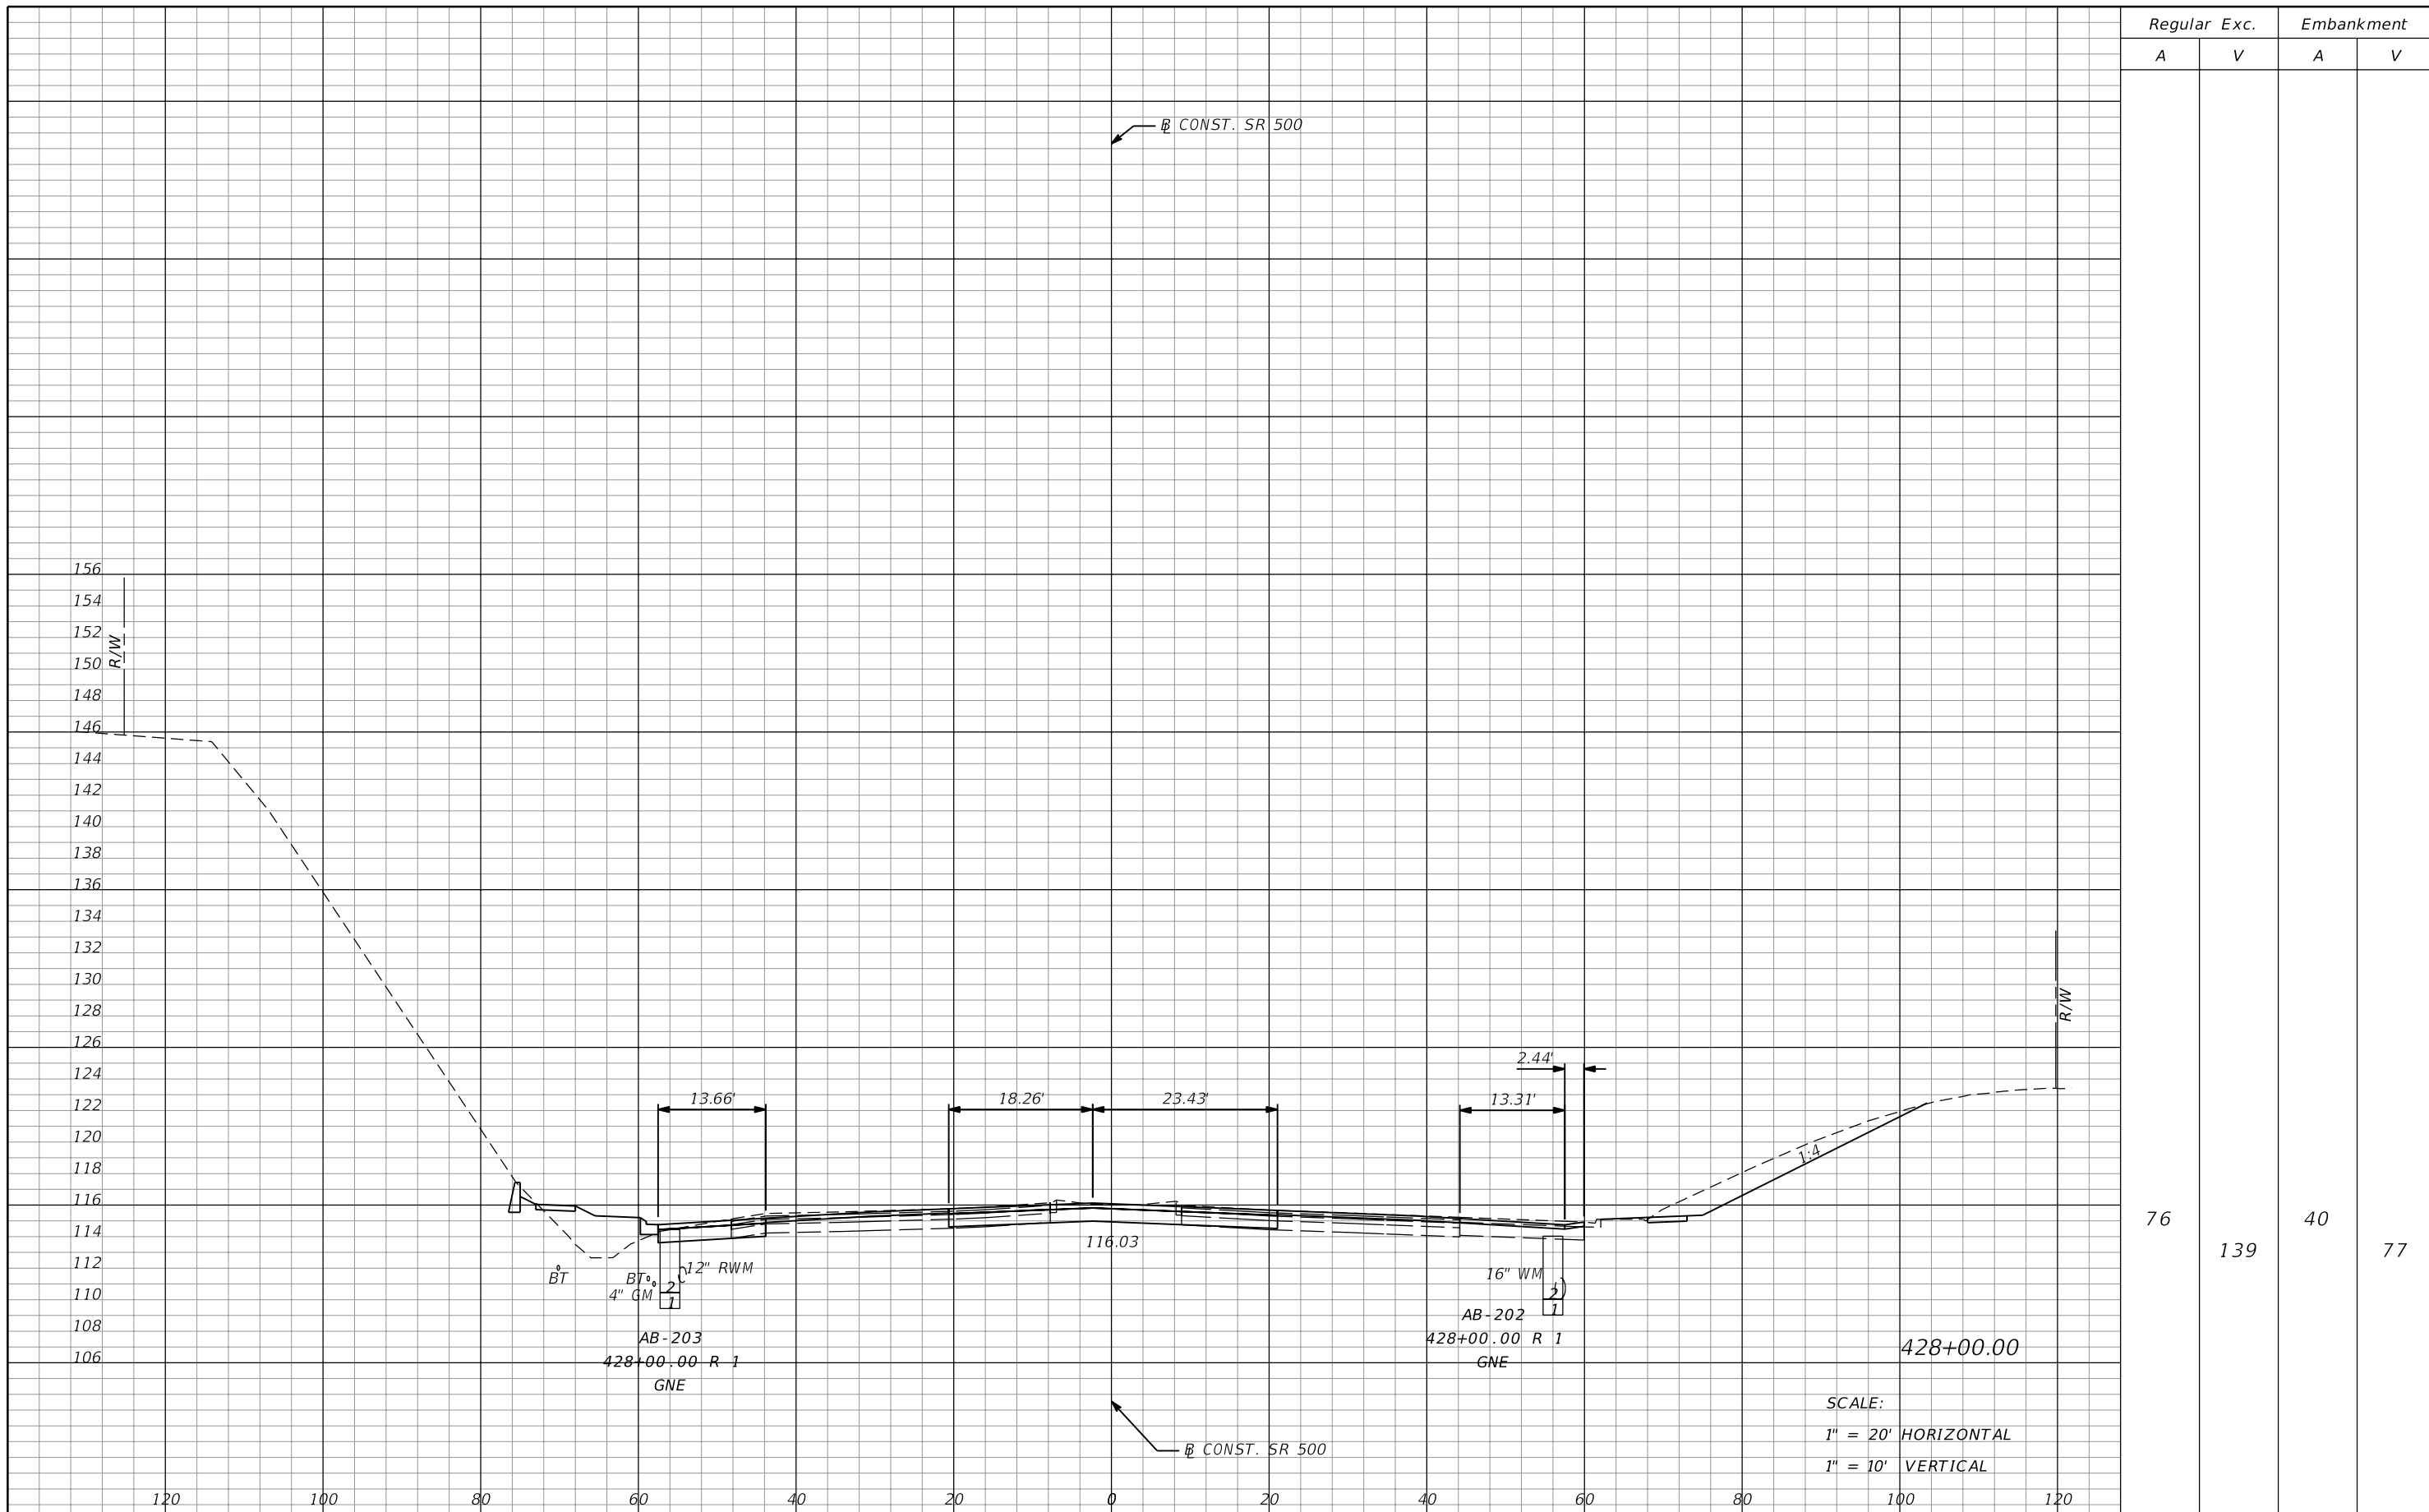 Regular Exc. Embankment
A V A V
BL CONST. SR 500
156
154
152
R/W
150
148
146
144
142
140
138
136
134
132
130
128
R/W
126
2.44'
124
13.66' 18.26' 23.43' 13.31'
122
120
118
1:4
116
76 40
114
116.03
139 77
112
12" RWM
BT BT 16" WM
4" GM 2
110
2
1
1
108
AB-202
AB-203 428+00.00 R 1
428+00.00
106
428+00.00 R 1 GNE
GNE
SCALE:
1" = 20' HORIZONTAL
BL CONST. SR 500
1" = 10' VERTICAL
120 100 80 60 40 20 0 20 40 60 80 100 120